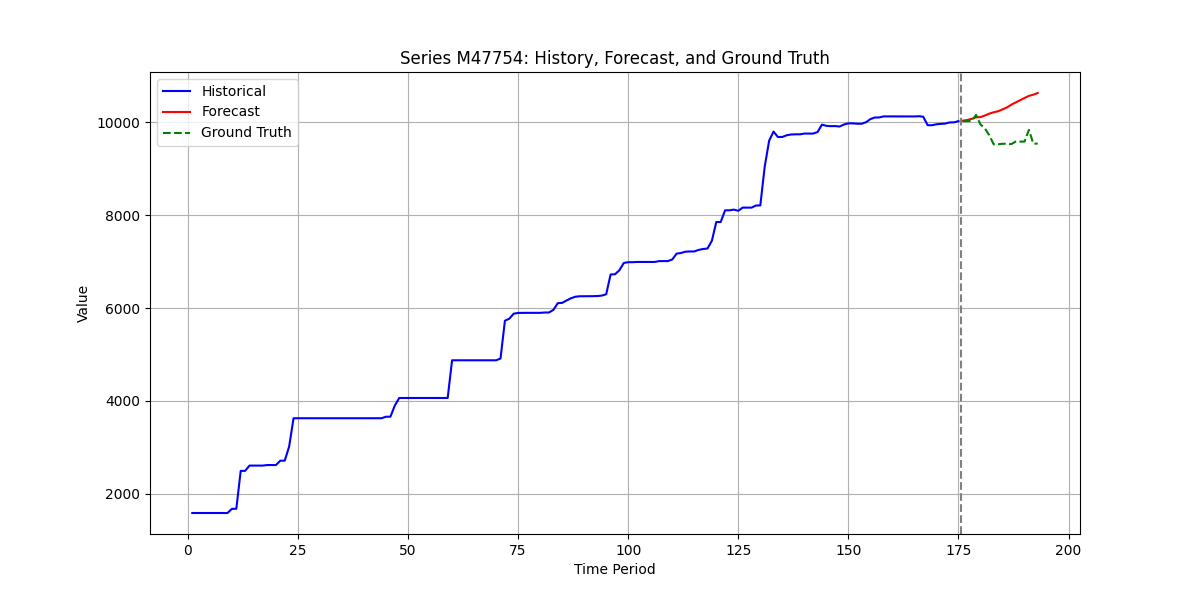 Series M47754: History, Forecast, and Ground Truth
Historical
Forecast
Ground Truth
10000
8000
6000
4000
2000
Value
0 25 50 75 100 125 150 175 200
Time Period